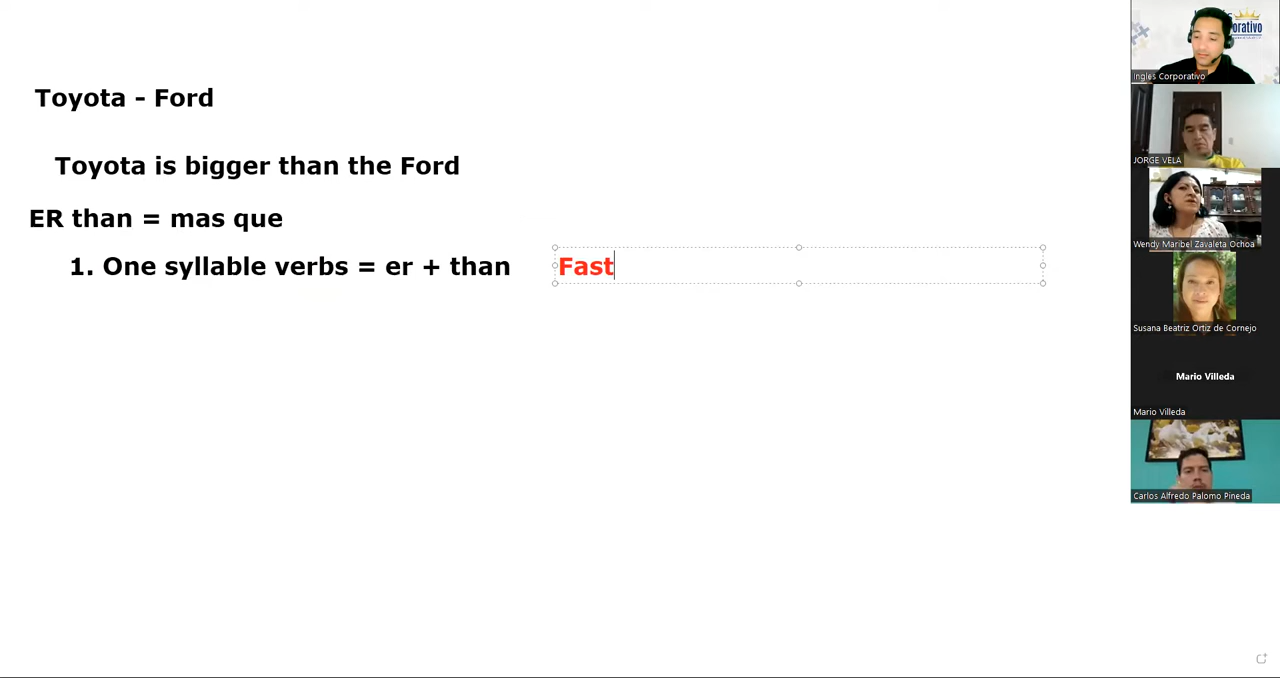 Toyota - Ford
Toyota is bigger than the Ford
ER than = mas que
1. One syllable verbs = er + than
Fast
orativo
Ingles Corporativo
JORGE VELA
Wendy Maribel Zavaleta Ochoa
Susana Beatriz Ortiz de Cornejo
Mario Villeda
Mario Villeda
Carlos Alfredo Palomo Pineda